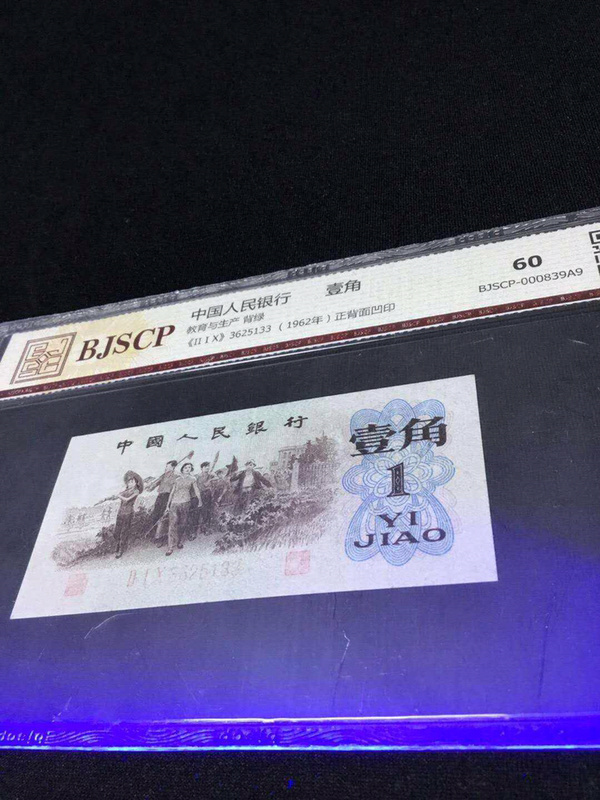 BJSCP
中国人民银行 壹角
教育与生产 背绿
《II I X》3625133 （1962年）正背面凹印
60
BJSCP-000839A9
中國人民銀行
壹角
1
YI
JIAO
II I X 3625133